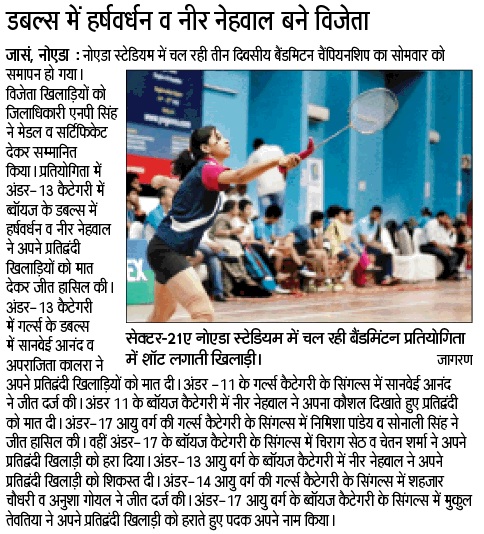 डबल्स में हर्षवर्धन व नीर नेहवाल बने विजेता
जासं, नोएडा : नोएडा स्टेडियम में चल रही तीन दिवसीय बैडमिटन चैंपियनशिप का सोमवार को
समापन हो गया।
विजेता खिलाड़ियों को
जिलाधिकारी एनपी सिंह
ने मेडल व सर्टिफिकेट
देकर सम्मानित
किया। प्रतियोगिता में
अंडर-13 कैटेगरी में
ब्वॉयज के डबल्स में
हर्षवर्धन व नीर नेहवाल
ने अपने प्रतिद्वंदी
खिलाड़ियों को मात
देकर जीत हासिल की।
अंडर-13 कैटेगरी
में गर्ल्स के डबल्स
में सानवेई आनंद व
अपराजिता कालरा ने
सेक्टर-21ए नोएडा स्टेडियम में चल रही बैडमिंटन प्रतियोगिता
में शॉट लगाती खिलाड़ी।
जागरण
अपने प्रतिद्वंदी खिलाड़ियों को मात दी। अंडर -11 के गर्ल्स कैटेगरी के सिंगल्स में सानवेई आनंद
ने जीत दर्ज की। अंडर 11 के ब्वॉयज कैटेगरी में नीर नेहवाल ने अपना कौशल दिखाते हुए प्रतिद्वंदी
को मात दी। अंडर-17 आयु वर्ग की गर्ल्स कैटेगरी के सिंगल्स में निमिशा पांडेय व सोनाली सिंह ने
जीत हासिल की। वहीं अंडर-17 के ब्वॉयज कैटेगरी के सिंगल्स में चिराग सेठ व चेतन शर्मा ने अपने
प्रतिद्वंदी खिलाड़ी को हरा दिया। अंडर-13 आयु वर्ग के ब्वॉयज कैटेगरी में नीर नेहवाल ने अपने
प्रतिद्वंदी खिलाड़ी को शिकस्त दी। अंडर-14 आयु वर्ग की गर्ल्स कैटेगरी के सिंगल्स में शहजार
चौधरी व अनुशा गोयल ने जीत दर्ज की। अंडर-17 आयु वर्ग के ब्वॉयज कैटेगरी के सिंगल्स में मुकुल
तेवतिया ने अपने प्रतिद्वंदी खिलाड़ी को हराते हुए पदक अपने नाम किया।